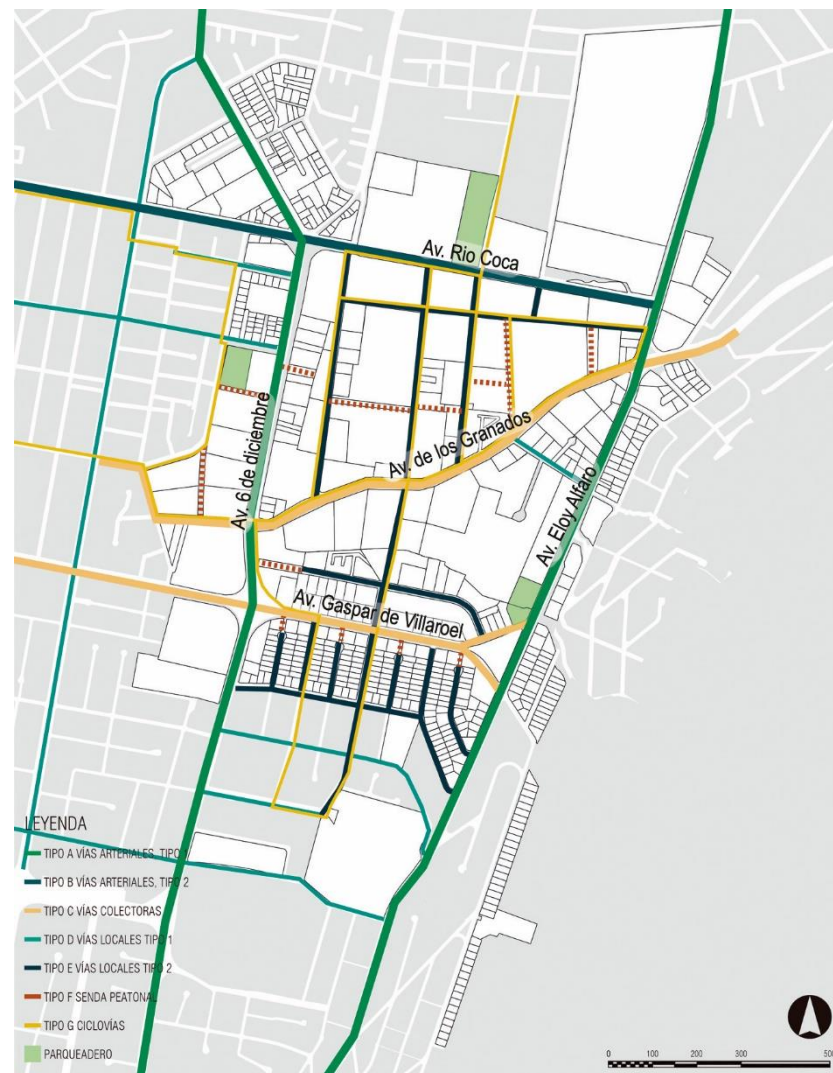 Av. Rio Coca
Av. 6 de diciembre
Av. de los Granados
Av. Eloy Alfaro
Av. Gaspar de Villaroel
LEYENDA
TIPO A VÍAS ARTERIALES, TIPO 1
TIPO B VÍAS ARTERIALES, TIPO 2
TIPO C VÍAS COLECTORAS
TIPO D VÍAS LOCALES TIPO 1
TIPO E VÍAS LOCALES TIPO 2
TIPO F SENDA PEATONAL
TIPO G CICLOVÍAS
PARQUEADERO
0 100 200 300 500